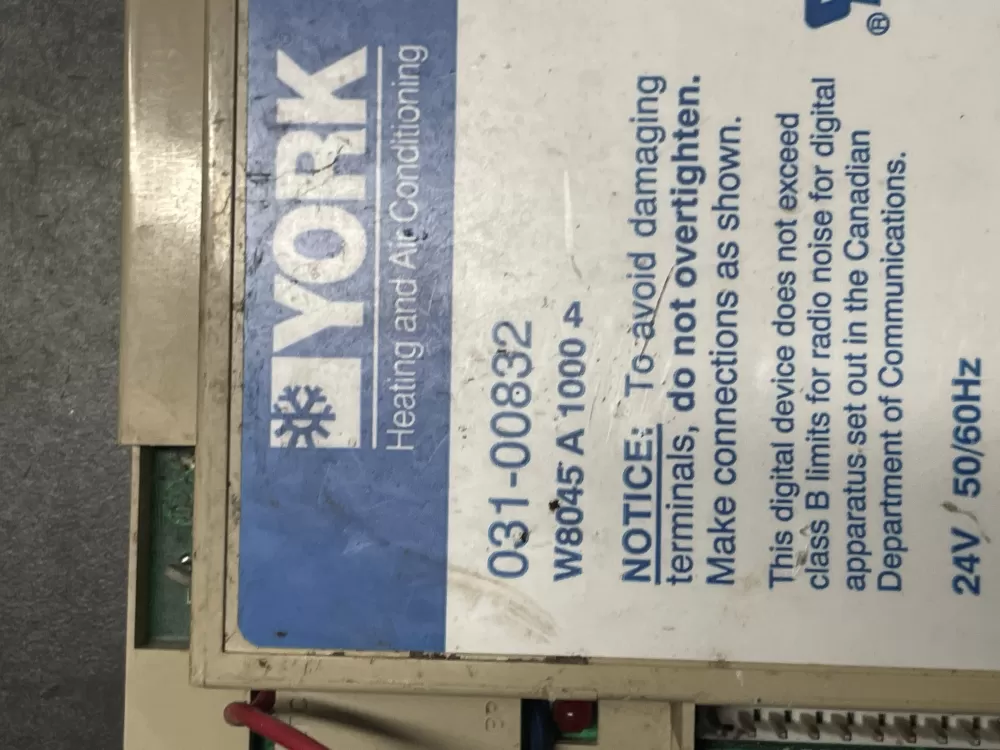 YORK
Heating and Air Conditioning
®
031-00832
W8045 A 1000 4
NOTICE: To avoid damaging
terminals, do not overtighten.
Make connections as shown.
This digital device does not exceed
class B limits for radio noise for digital
apparatus set out in the Canadian
Department of Communications.
24V 50/60Hz